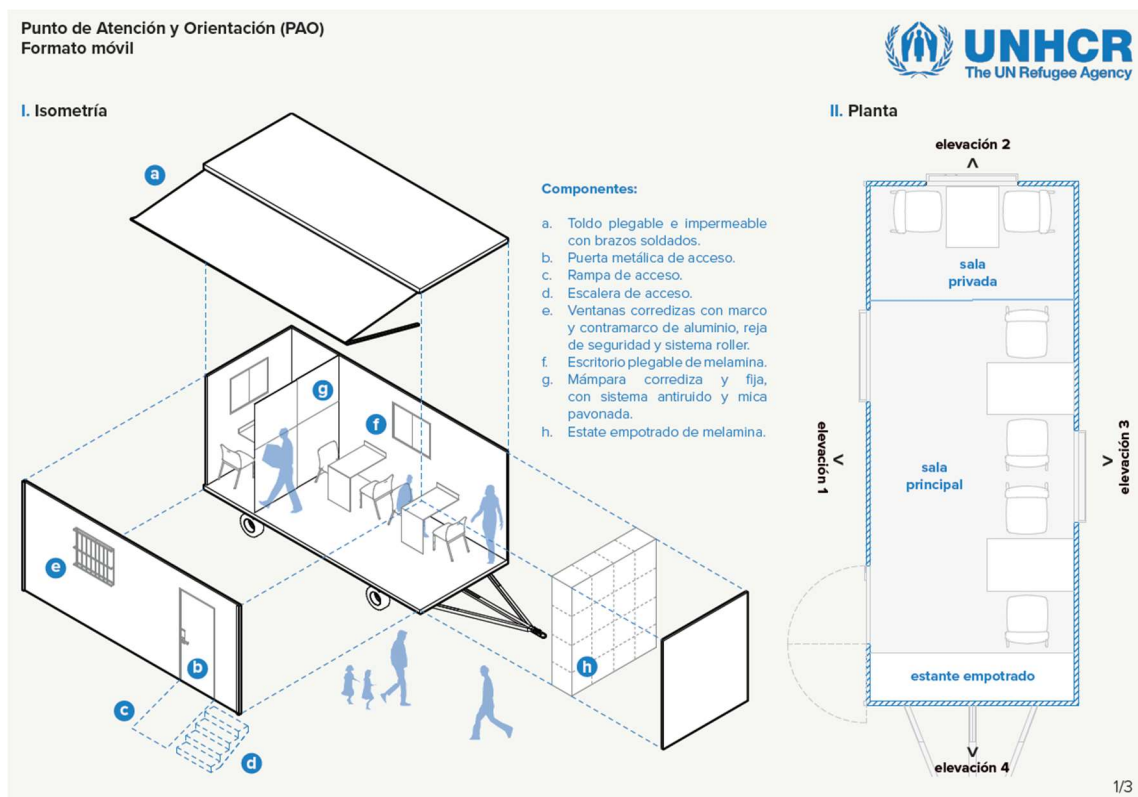 Punto de Atención y Orientación (PAO)
Formato móvil
UNHCR
The UN Refugee Agency
I. Isometría
a
g
f
e
b
c
d
h
Componentes:
a. Toldo plegable e impermeable
con brazos soldados.
b. Puerta metálica de acceso.
c. Rampa de acceso.
d. Escalera de acceso.
e. Ventanas corredizas con marco
y contramarco de aluminio, reja
de seguridad y sistema roller.
f. Escritorio plegable de melamina.
g. Mámpara corrediza y fija,
con sistema antiruido y mica
pavonada.
h. Estate empotrado de melamina.
II. Planta
elevación 2
sala
privada
elevación 1
sala
principal
elevación 3
estante empotrado
elevación 4
1/3